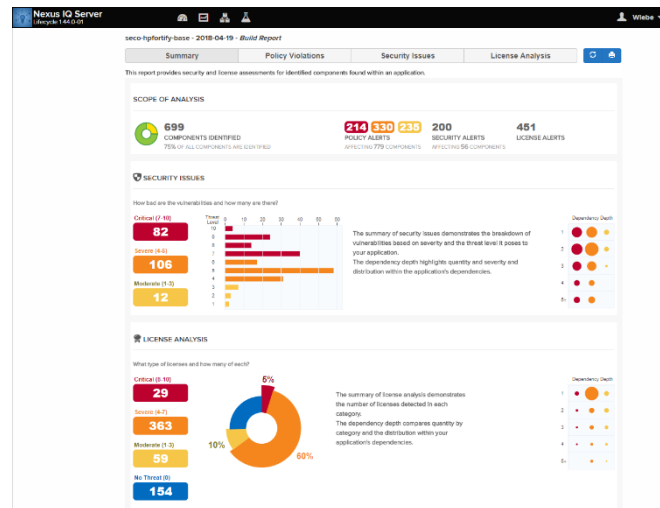 Nexus IQ Server
Lifecycle 1.44.0-01
Wiebe
seco-hpfortify-base - 2018-04-19 - Build Report
Summary
Policy Violations
Security Issues
License Analysis
This report provides security and license assessments for identified components found within an application.
SCOPE OF ANALYSIS
699
COMPONENTS IDENTIFIED
75% OF ALL COMPONENTS ARE IDENTIFIED
214 330 235
POLICY ALERTS
AFFECTING 779 COMPONENTS
200
SECURITY ALERTS
AFFECTING 56 COMPONENTS
451
LICENSE ALERTS
SECURITY ISSUES
How bad are the vulnerabilities and how many are there?
Critical (7-10)
82
Severe (4-6)
106
Moderate (1-3)
12
Threat Level
0 10 20 30 40 50 60
10
9
8
7
6
5
4
3
2
1
The summary of security issues demonstrates the breakdown of
vulnerabilities based on severity and the threat level it poses to
your application.
The dependency depth highlights quantity and severity and
distribution within the application's dependencies.
Dependency Depth
1
2
3
4
5+
LICENSE ANALYSIS
What type of licenses and how many of each?
Critical (8-10)
29
Severe (4-7)
363
Moderate (1-3)
59
No Threat (0)
154
5%
10%
60%
The summary of license analysis demonstrates
the number of licenses detected in each
category.
The dependency depth compares quantity by
category and the distribution within your
application's dependencies.
Dependency Depth
1
2
3
4
5+